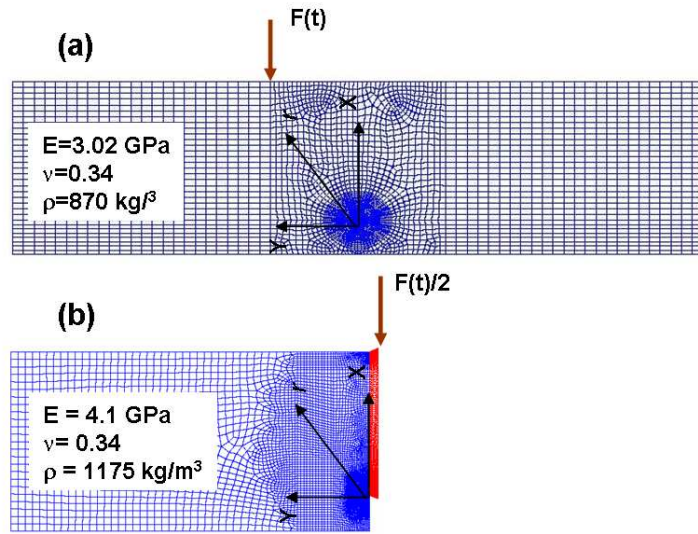 F(t)
(a)
X
r
E=3.02 GPa
ν=0.34
ρ=870 kg/³
Y
F(t)/2
(b)
X
r
E = 4.1 GPa
ν= 0.34
ρ = 1175 kg/m³
Y